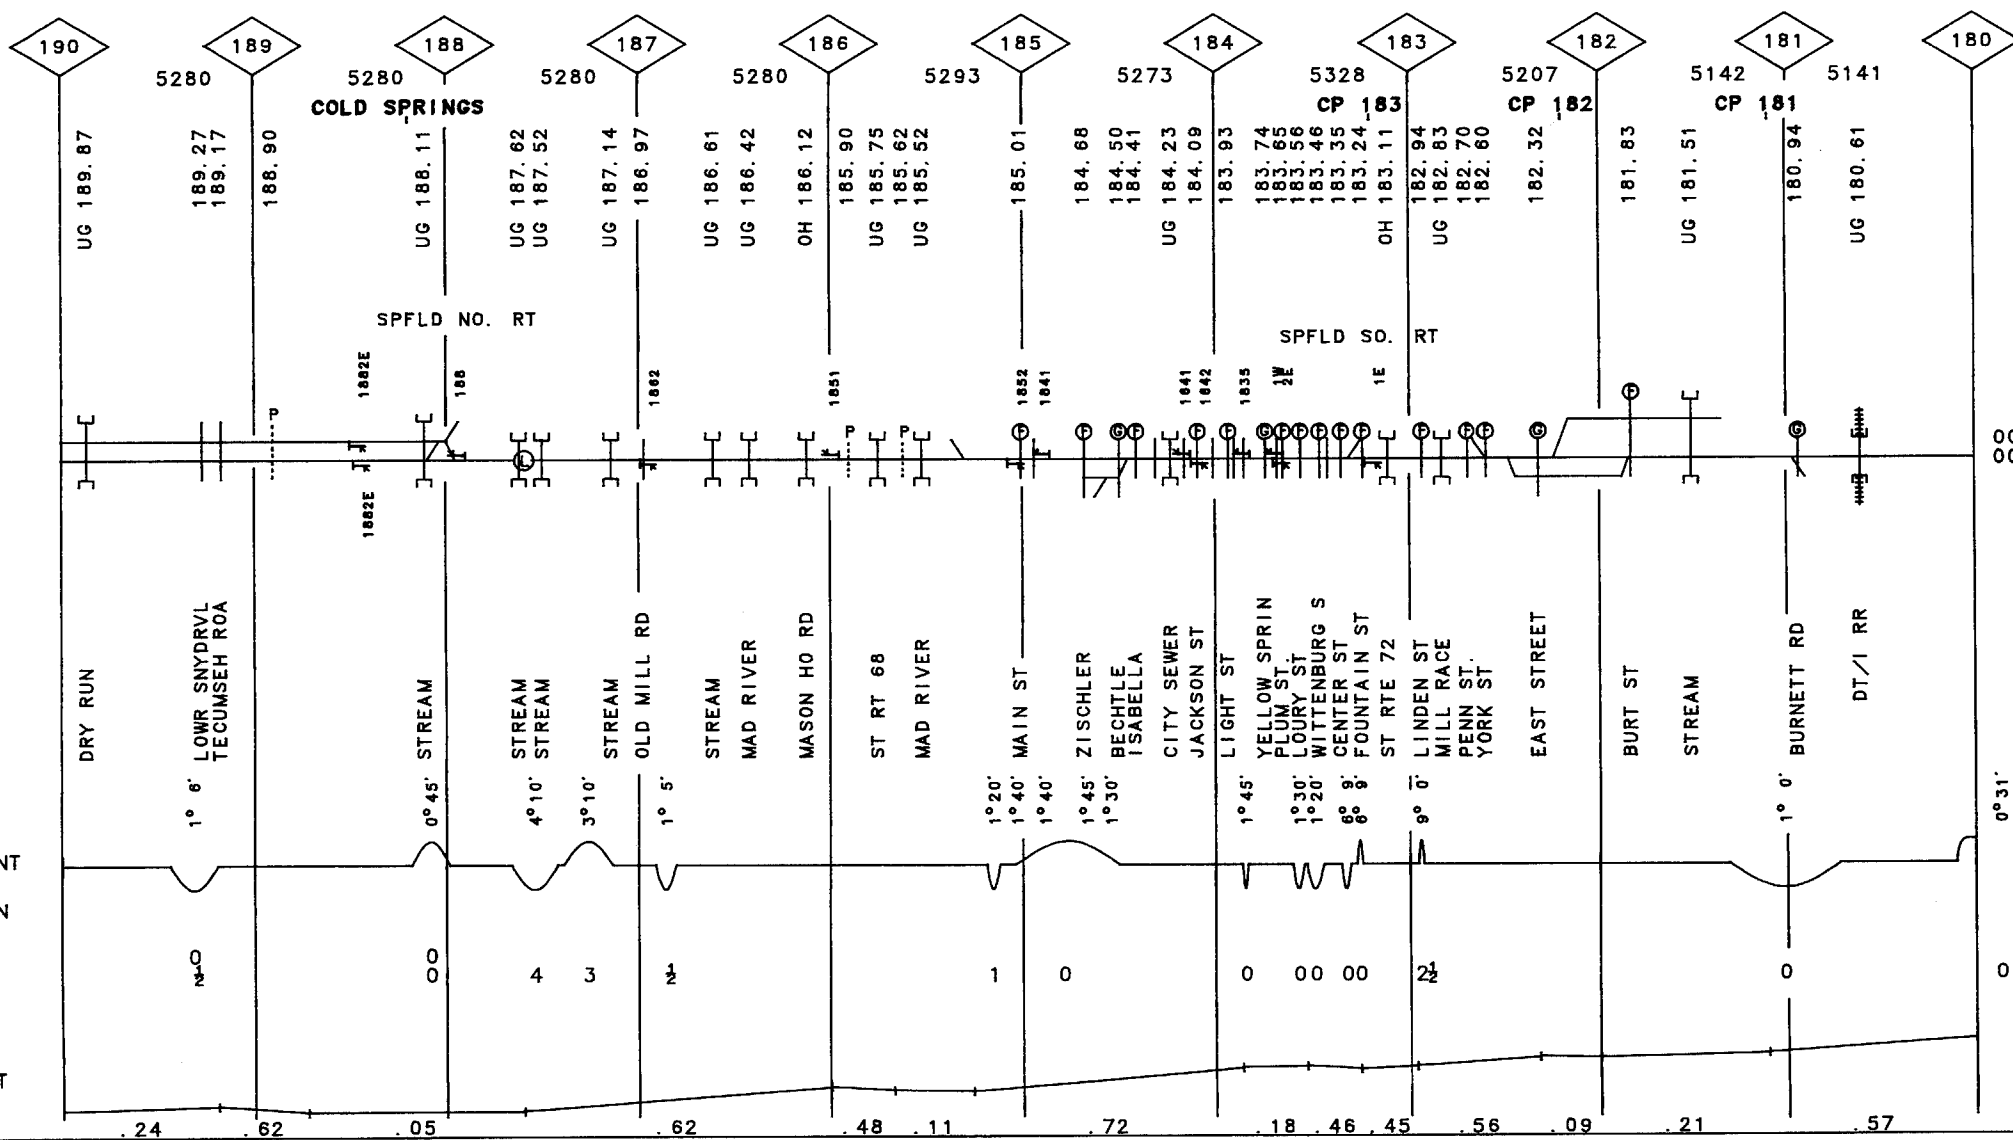 190 189 188 187 186 185 184 183 182 181 180
5280 5280 5280 5280 5293 5273 5328 5207 5142 5141
COLD SPRINGS CP 183 CP 182 CP 181
UG 189.87
189.27
189.17
188.90
UG 188.11
UG 187.62
UG 187.52
UG 187.14
186.97
UG 186.61
UG 186.42
OH 186.12
185.90
UG 185.75
185.62
UG 185.52
185.01
184.68
184.50
184.41
UG 184.23
184.09
183.93
183.74
183.65
183.56
183.46
183.35
183.24
OH 183.11
182.94
UG 182.83
182.70
182.60
182.32
181.83
UG 181.51
180.94
UG 180.61
SPFLD NO. RT
SPFLD SO. RT
1882E
188
1862
1851
1852
1841
1841
1842
1835
1W
2E
1E
P P P
L F F G F F F G F F F F F F F F G F G
1882E
DRY RUN
LOWR SNYDRVL
TECUMSEH ROA
STREAM
STREAM
STREAM
STREAM
OLD MILL RD
STREAM
MAD RIVER
MASON HO RD
ST RT 68
MAD RIVER
MAIN ST
ZISCHLER
BECHTLE
ISABELLA
CITY SEWER
JACKSON ST
LIGHT ST
YELLOW SPRIN
PLUM ST.
LOURY ST
WITTENBURG S
CENTER ST
FOUNTAIN ST
ST RTE 72
LINDEN ST
MILL RACE
PENN ST.
YORK ST
EAST STREET
BURT ST
STREAM
BURNETT RD
DT/I RR
1° 6' 0°45' 4°10' 3°10' 1° 5' 1°20' 1°40' 1°40' 1°45' 1°30' 1°45' 1°30' 1°20' 6° 9' 6° 9' 9° 0' 1° 0' 0°31'
NT
N
0 0
½ 0 4 3 ½ 1 0 0 00 00 2½ 0 0
T
.24 .62 .05 .62 .48 .11 .72 .18 .46 .45 .56 .09 .21 .57